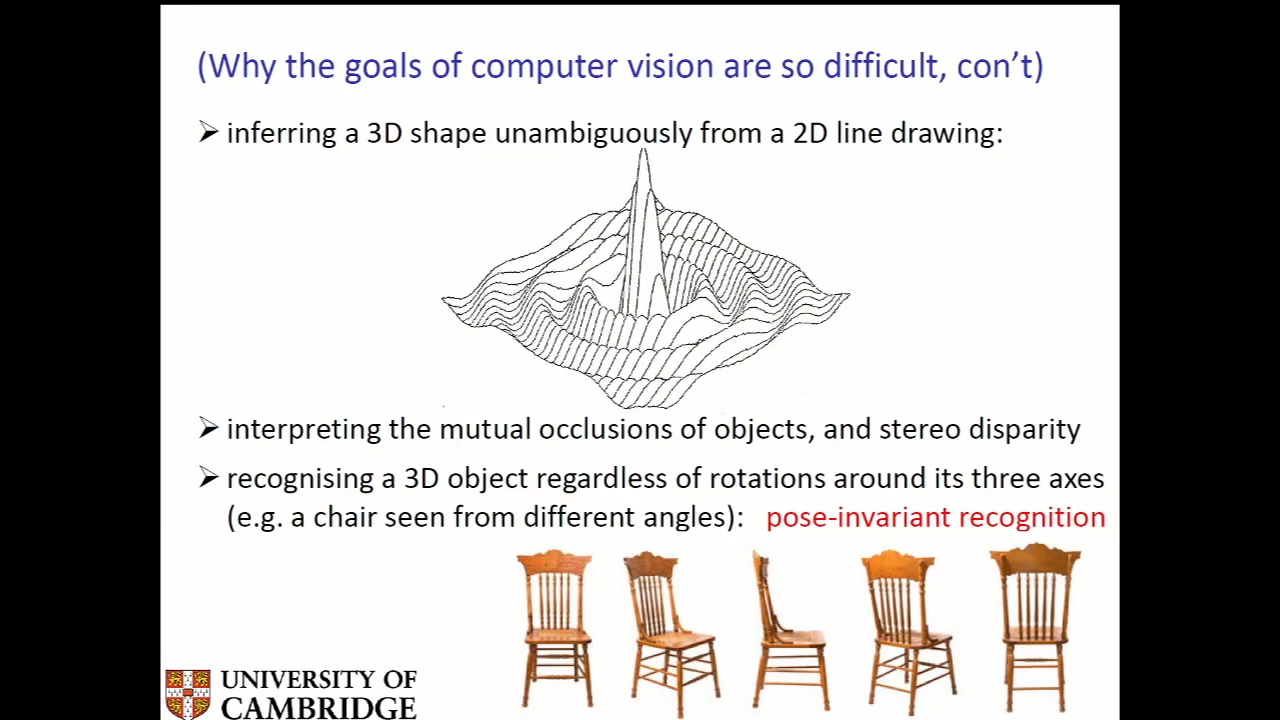 (Why the goals of computer vision are so difficult, con’t)
➢ inferring a 3D shape unambiguously from a 2D line drawing:
➢ interpreting the mutual occlusions of objects, and stereo disparity
➢ recognising a 3D object regardless of rotations around its three axes
(e.g. a chair seen from different angles): pose-invariant recognition
UNIVERSITY OF
CAMBRIDGE